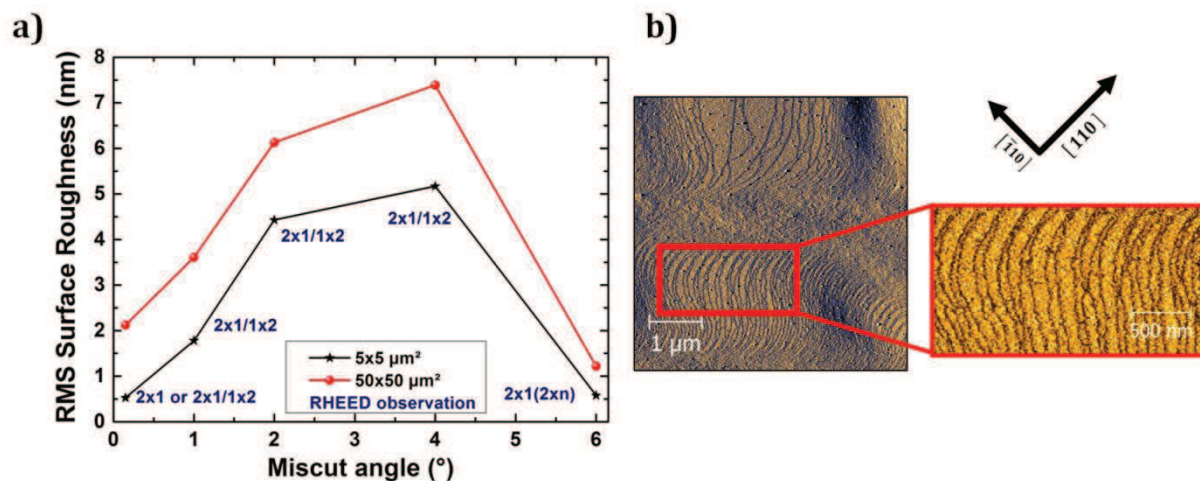 a)
RMS Surface Roughness (nm)
8
7
6
5
4
3
2
1
0
0 1 2 3 4 5 6
Miscut angle (°)
2x1 or 2x1/1x2
2x1/1x2
2x1/1x2
2x1/1x2
2x1(2xn)
5x5 µm²
50x50 µm²
RHEED observation
b)
[1̄10]
[110]
1 µm
500 nm